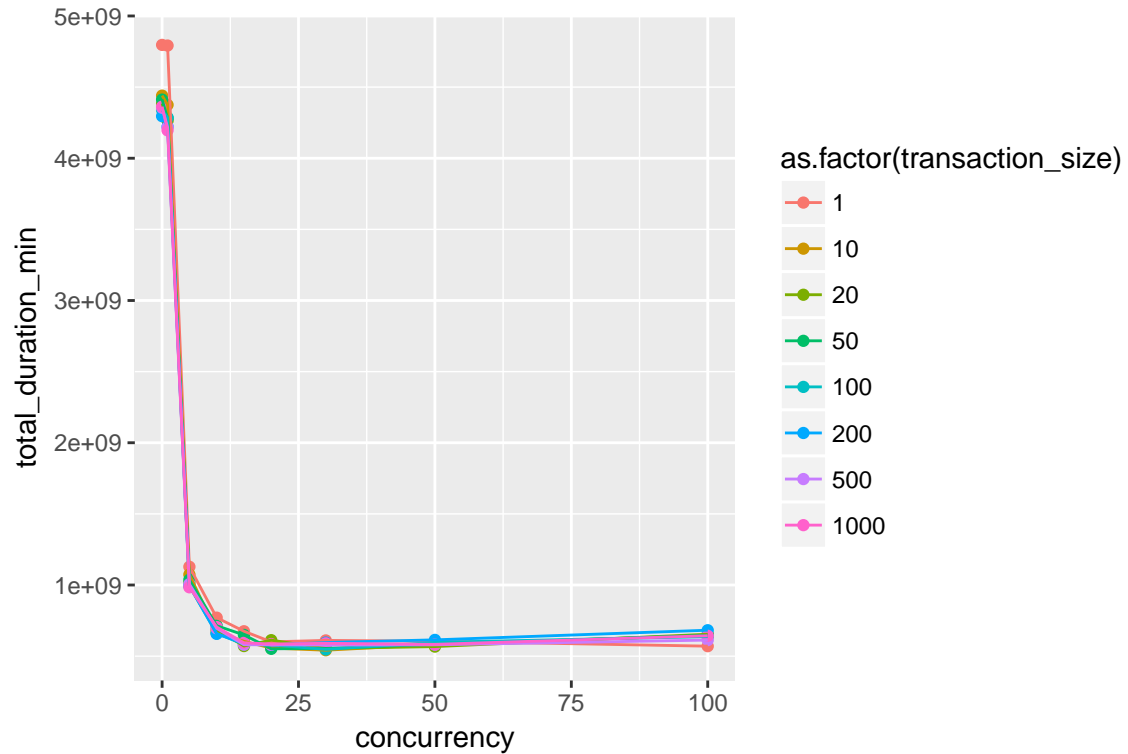 5e+09
4e+09
3e+09
2e+09
1e+09
total_duration_min
0 25 50 75 100
concurrency
as.factor(transaction_size)
1
10
20
50
100
200
500
1000